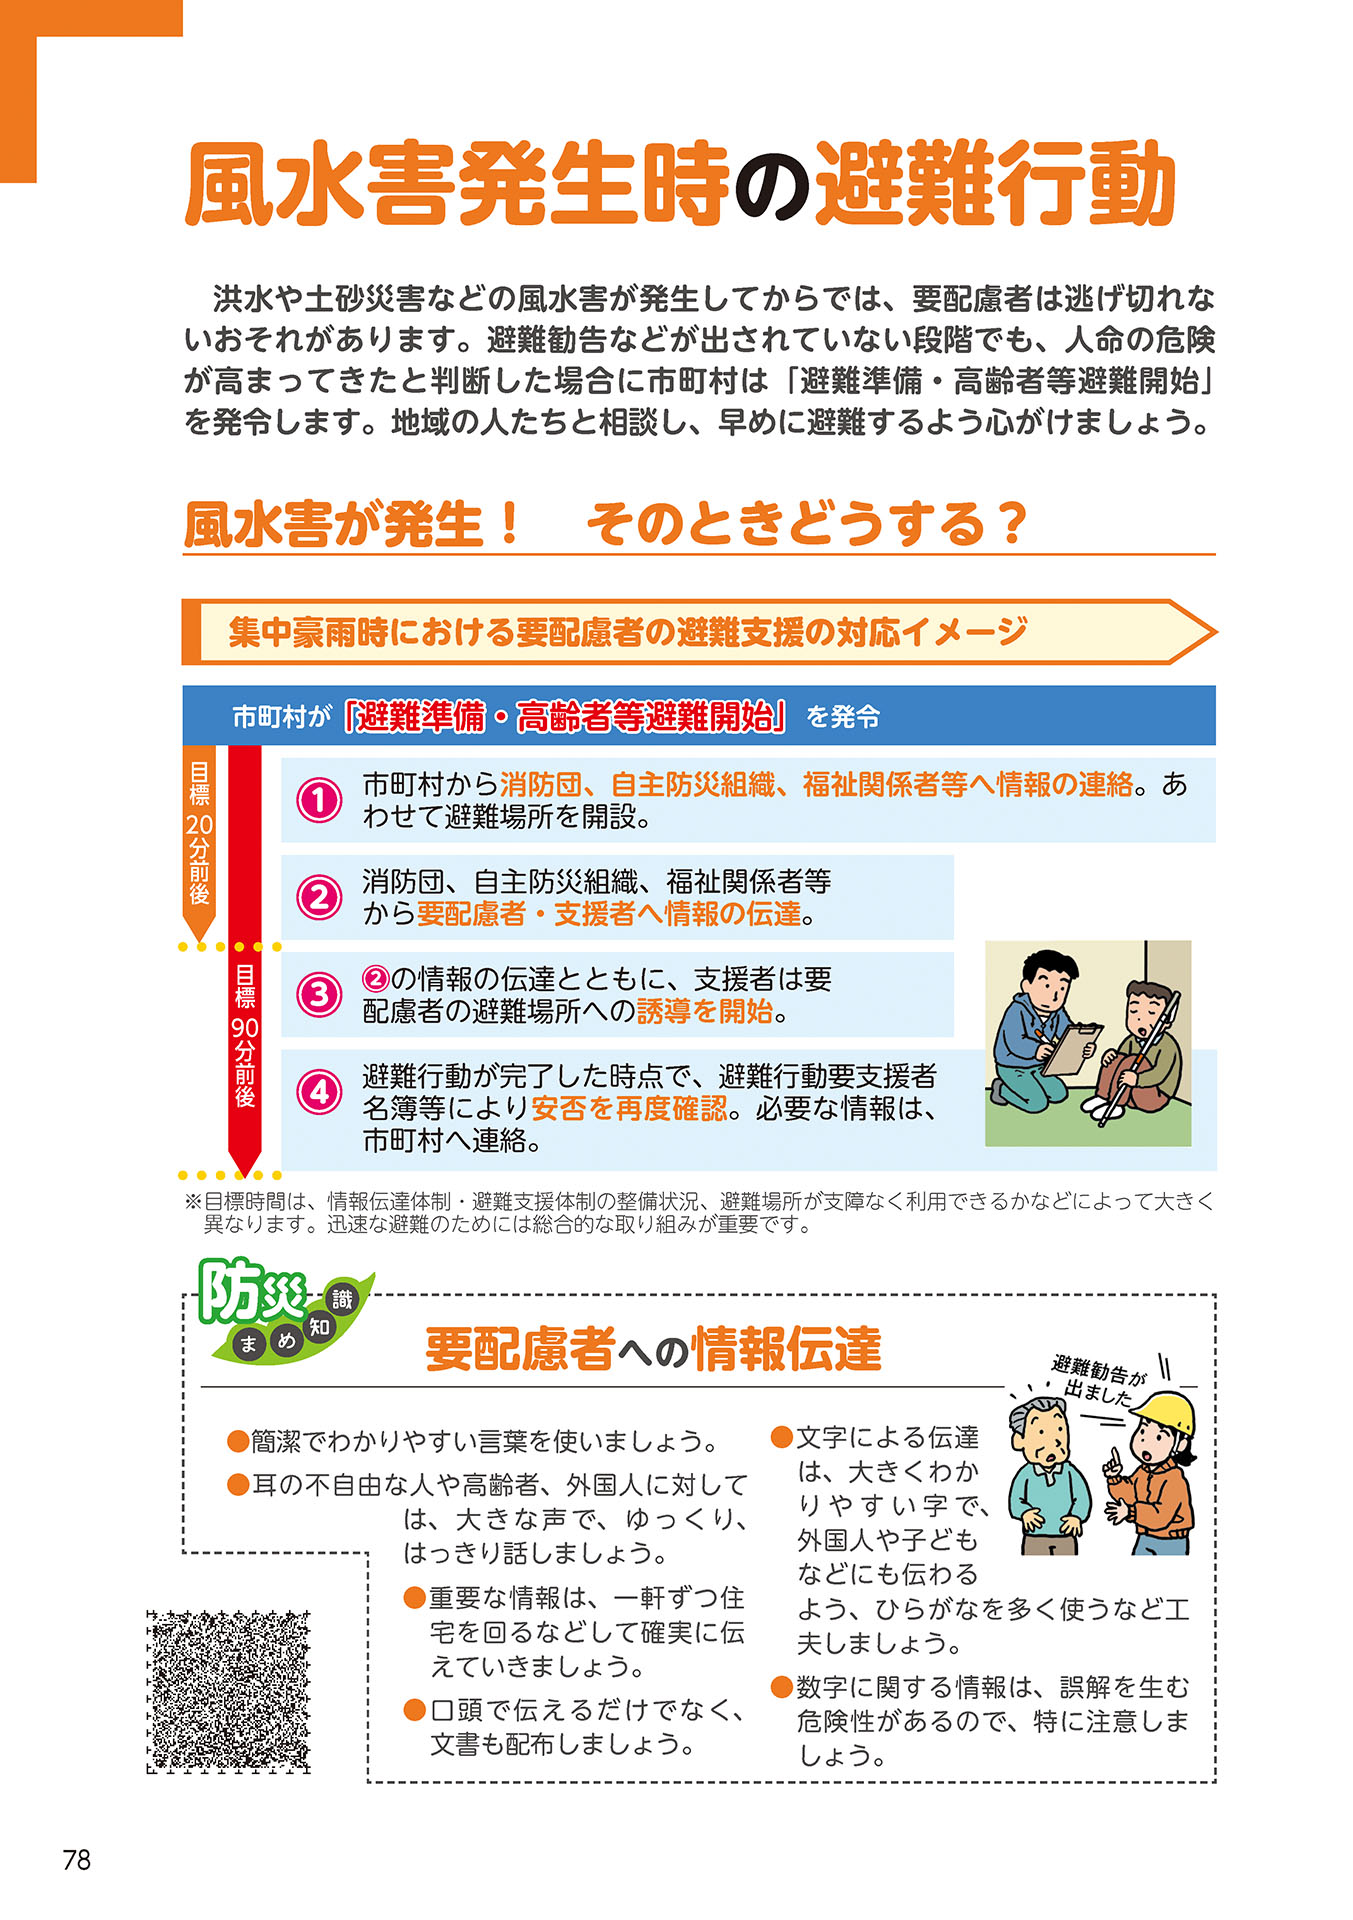 風水害発生時の避難行動
洪水や土砂災害などの風水害が発生してからでは、要配慮者は逃げ切れな
いおそれがあります。避難勧告などが出されていない段階でも、人命の危険
が高まってきたと判断した場合に市町村は「避難準備・高齢者等避難開始」
を発令します。地域の人たちと相談し、早めに避難するよう心がけましょう。
風水害が発生！　そのときどうする？
集中豪雨時における要配慮者の避難支援の対応イメージ
市町村が「避難準備・高齢者等避難開始」を発令
目標 20分前後
目標 90分前後
① 市町村から消防団、自主防災組織、福祉関係者等へ情報の連絡。あ
わせて避難場所を開設。
② 消防団、自主防災組織、福祉関係者等
から要配慮者・支援者へ情報の伝達。
③ ②の情報の伝達とともに、支援者は要
配慮者の避難場所への誘導を開始。
④ 避難行動が完了した時点で、避難行動要支援者
名簿等により安否を再度確認。必要な情報は、
市町村へ連絡。
※目標時間は、情報伝達体制・避難支援体制の整備状況、避難場所が支障なく利用できるかなどによって大きく
異なります。迅速な避難のためには総合的な取り組みが重要です。
防災まめ知識
要配慮者への情報伝達
避難勧告が
出ました
●簡潔でわかりやすい言葉を使いましょう。
●耳の不自由な人や高齢者、外国人に対して
は、大きな声で、ゆっくり、
はっきり話しましょう。
●重要な情報は、一軒ずつ住
宅を回るなどして確実に伝
えていきましょう。
●口頭で伝えるだけでなく、
文書も配布しましょう。
●文字による伝達
は、大きくわか
りやすい字で、
外国人や子ども
などにも伝わる
よう、ひらがなを多く使うなど工
夫しましょう。
●数字に関する情報は、誤解を生む
危険性があるので、特に注意しま
しょう。
78